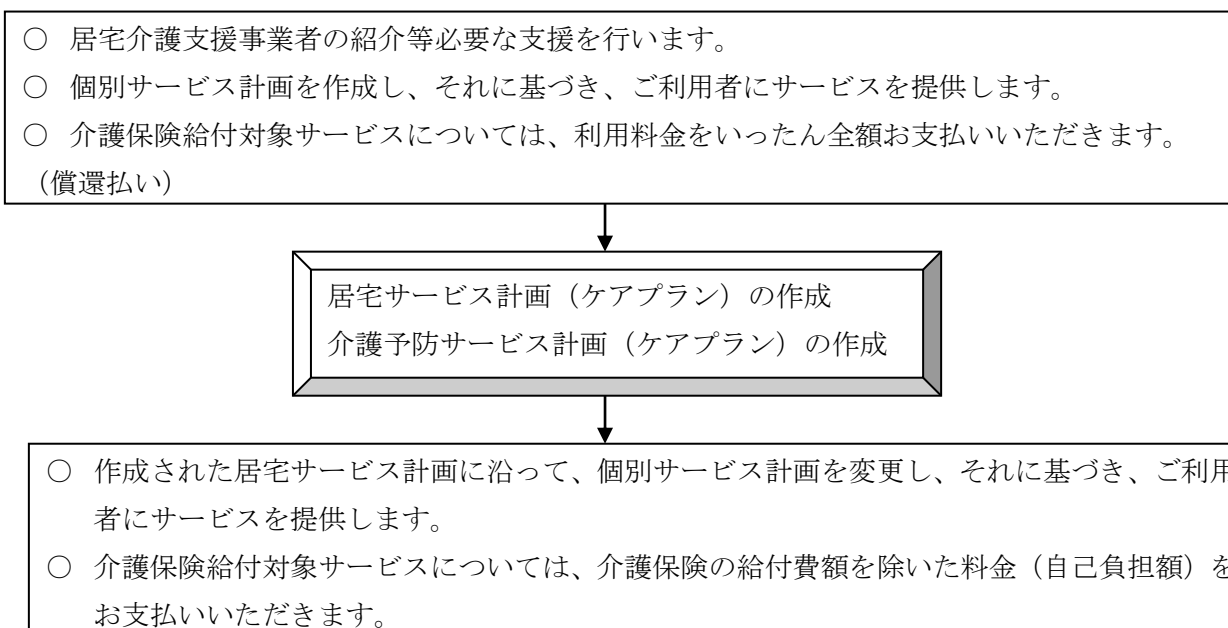 ○ 居宅介護支援事業者の紹介等必要な支援を行います。
○ 個別サービス計画を作成し、それに基づき、ご利用者にサービスを提供します。
○ 介護保険給付対象サービスについては、利用料金をいったん全額お支払いいただきます。
（償還払い）
居宅サービス計画（ケアプラン）の作成
介護予防サービス計画（ケアプラン）の作成
○ 作成された居宅サービス計画に沿って、個別サービス計画を変更し、それに基づき、ご利用
者にサービスを提供します。
○ 介護保険給付対象サービスについては、介護保険の給付費額を除いた料金（自己負担額）を
お支払いいただきます。